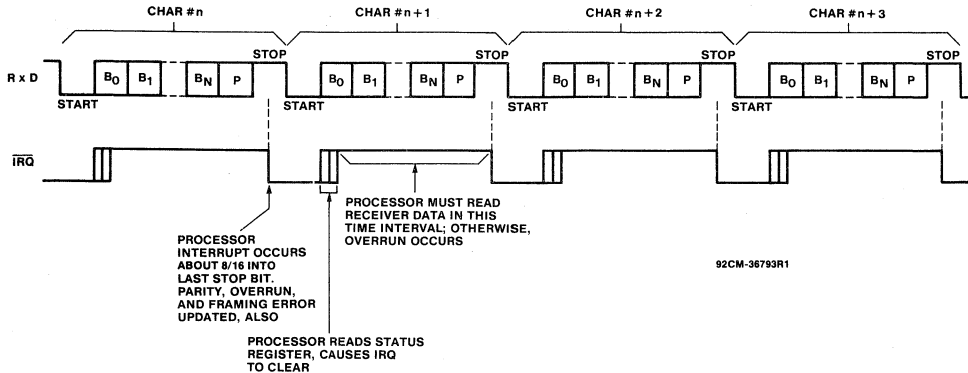 CHAR #n CHAR #n+1 CHAR #n+2 CHAR #n+3
STOP STOP STOP STOP
R x D B0 B1 BN P B0 B1 BN P B0 B1 BN P B0 B1 BN P
START START START START
IRQ
PROCESSOR
INTERRUPT OCCURS
ABOUT 8/16 INTO
LAST STOP BIT.
PARITY, OVERRUN,
AND FRAMING ERROR
UPDATED, ALSO
PROCESSOR MUST READ
RECEIVER DATA IN THIS
TIME INTERVAL; OTHERWISE,
OVERRUN OCCURS
92CM-36793R1
PROCESSOR READS STATUS
REGISTER, CAUSES IRQ
TO CLEAR